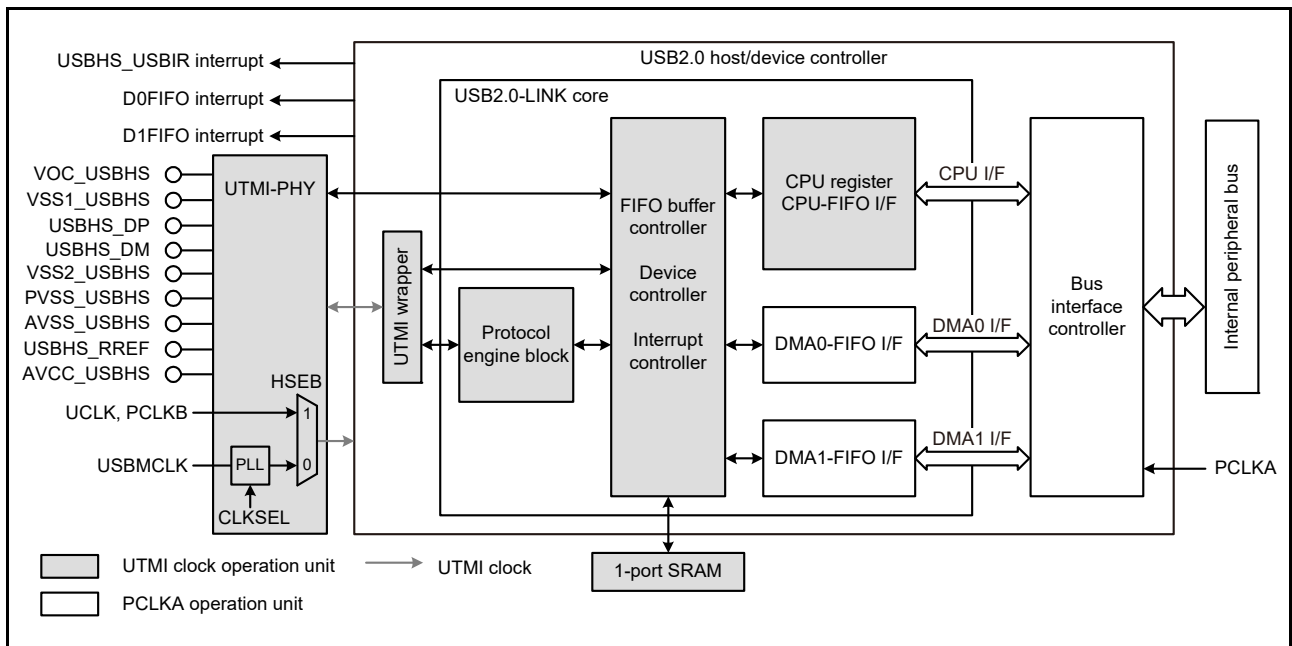 USBHS_USBIR interrupt
D0FIFO interrupt
D1FIFO interrupt
USB2.0 host/device controller
USB2.0-LINK core
VOC_USBHS
VSS1_USBHS
USBHS_DP
USBHS_DM
VSS2_USBHS
PVSS_USBHS
AVSS_USBHS
USBHS_RREF
AVCC_USBHS
UCLK, PCLKB
USBMCLK
UTMI-PHY
HSEB
1
0
PLL
CLKSEL
UTMI wrapper
Protocol
engine block
FIFO buffer
controller
Device
controller
Interrupt
controller
CPU register
CPU-FIFO I/F
DMA0-FIFO I/F
DMA1-FIFO I/F
CPU I/F
DMA0 I/F
DMA1 I/F
Bus
interface
controller
Internal peripheral bus
PCLKA
1-port SRAM
UTMI clock operation unit
UTMI clock
PCLKA operation unit